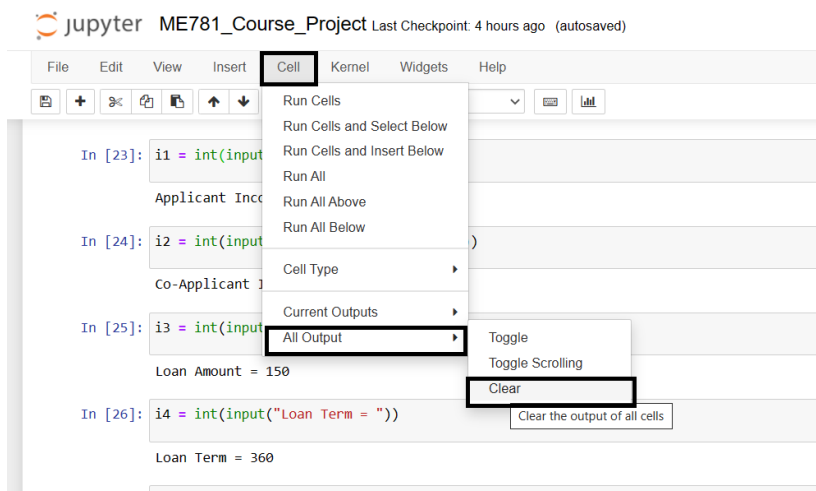 jupyter ME781_Course_Project Last Checkpoint: 4 hours ago (autosaved)
File Edit View Insert Cell Kernel Widgets Help
Run Cells
Run Cells and Select Below
Run Cells and Insert Below
Run All
Run All Above
Run All Below
Cell Type
Current Outputs
All Output
Toggle
Toggle Scrolling
Clear
Clear the output of all cells
In [23]: i1 = int(input
Applicant Inco
In [24]: i2 = int(input )
Co-Applicant I
In [25]: i3 = int(input
Loan Amount = 150
In [26]: i4 = int(input("Loan Term = "))
Loan Term = 360